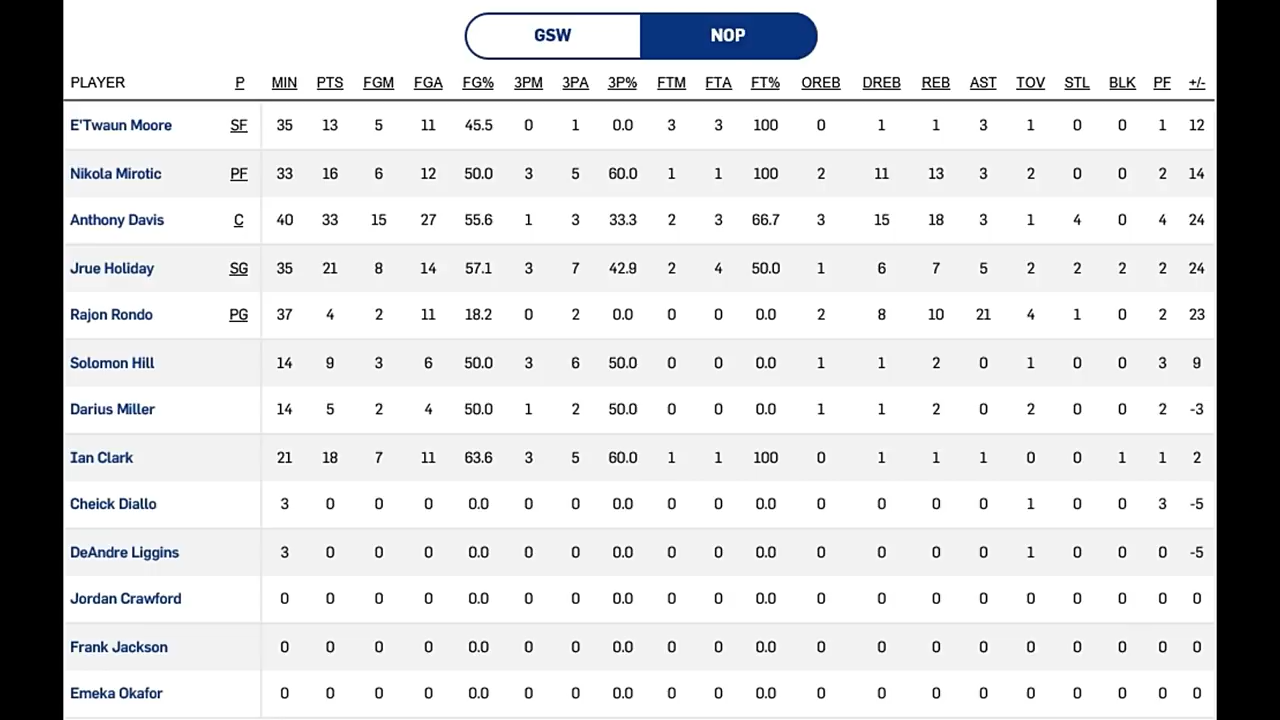 GSW NOP
PLAYER P MIN PTS FGM FGA FG% 3PM 3PA 3P% FTM FTA FT% OREB DREB REB AST TOV STL BLK PF +/-
E'Twaun Moore SF 35 13 5 11 45.5 0 1 0.0 3 3 100 0 1 1 3 1 0 0 1 12
Nikola Mirotic PF 33 16 6 12 50.0 3 5 60.0 1 1 100 2 11 13 3 2 0 0 2 14
Anthony Davis C 40 33 15 27 55.6 1 3 33.3 2 3 66.7 3 15 18 3 1 4 0 4 24
Jrue Holiday SG 35 21 8 14 57.1 3 7 42.9 2 4 50.0 1 6 7 5 2 2 2 2 24
Rajon Rondo PG 37 4 2 11 18.2 0 2 0.0 0 0 0.0 2 8 10 21 4 1 0 2 23
Solomon Hill 14 9 3 6 50.0 3 6 50.0 0 0 0.0 1 1 2 0 1 0 0 3 9
Darius Miller 14 5 2 4 50.0 1 2 50.0 0 0 0.0 1 1 2 0 2 0 0 2 -3
Ian Clark 21 18 7 11 63.6 3 5 60.0 1 1 100 0 1 1 1 0 0 1 1 2
Cheick Diallo 3 0 0 0 0.0 0 0 0.0 0 0 0.0 0 0 0 0 1 0 0 3 -5
DeAndre Liggins 3 0 0 0 0.0 0 0 0.0 0 0 0.0 0 0 0 0 1 0 0 0 -5
Jordan Crawford 0 0 0 0 0.0 0 0 0.0 0 0 0.0 0 0 0 0 0 0 0 0 0
Frank Jackson 0 0 0 0 0.0 0 0 0.0 0 0 0.0 0 0 0 0 0 0 0 0 0
Emeka Okafor 0 0 0 0 0.0 0 0 0.0 0 0 0.0 0 0 0 0 0 0 0 0 0